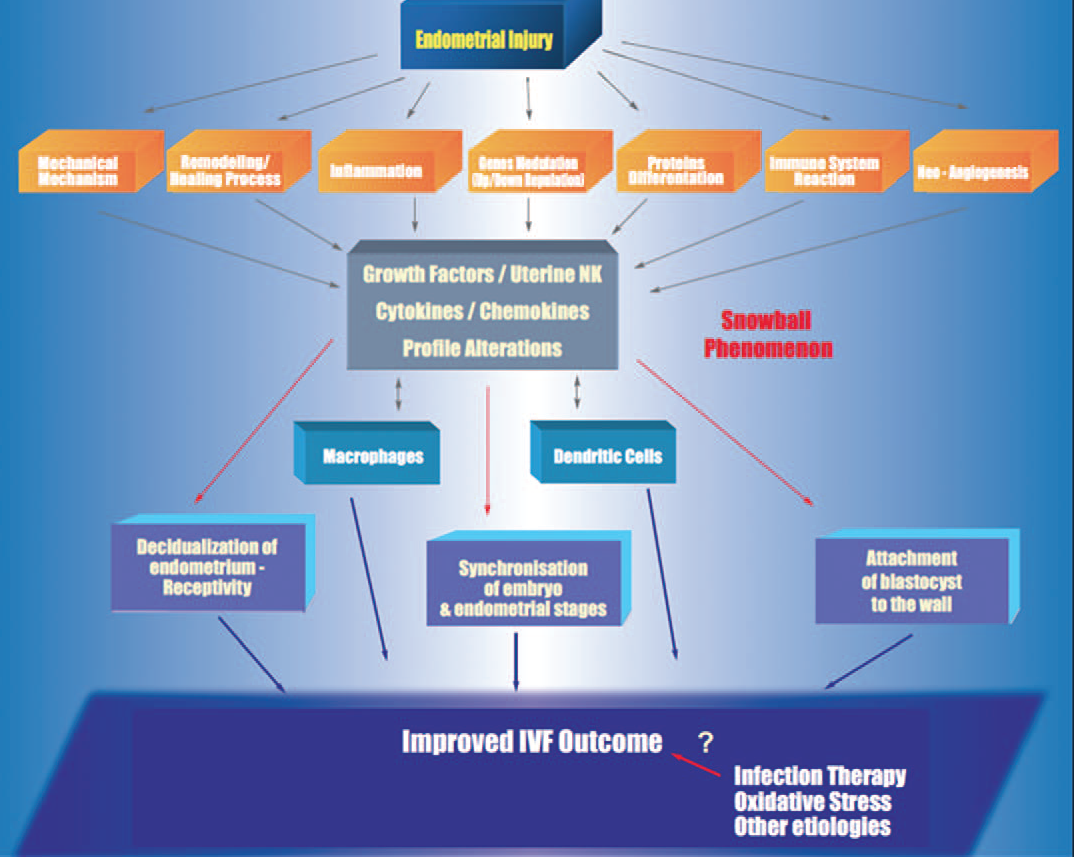 Endometrial Injury
Mechanical
Mechanism
Remodeling/
Healing Process
Inflammation
Genes Modulation
(Up/Down Regulation)
Proteins
Differentation
Immune System
Reaction
Neo - Angiogenesis
Growth Factors / Uterine NK
Cytokines / Chemokines
Profile Alterations
Snowball
Phenomenon
Macrophages
Dendritic Cells
Decidualization of
endometrium -
Receptivity
Synchronisation
of embryo
& endometrial stages
Attachment
of blastocyst
to the wall
Improved IVF Outcome ?
Infection Therapy
Oxidative Stress
Other etiologies